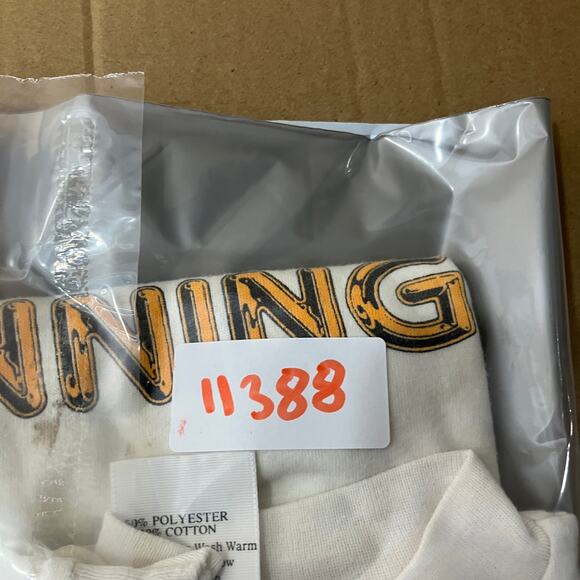 NNING
11388
POLYESTER
COTTON
Wash Warm